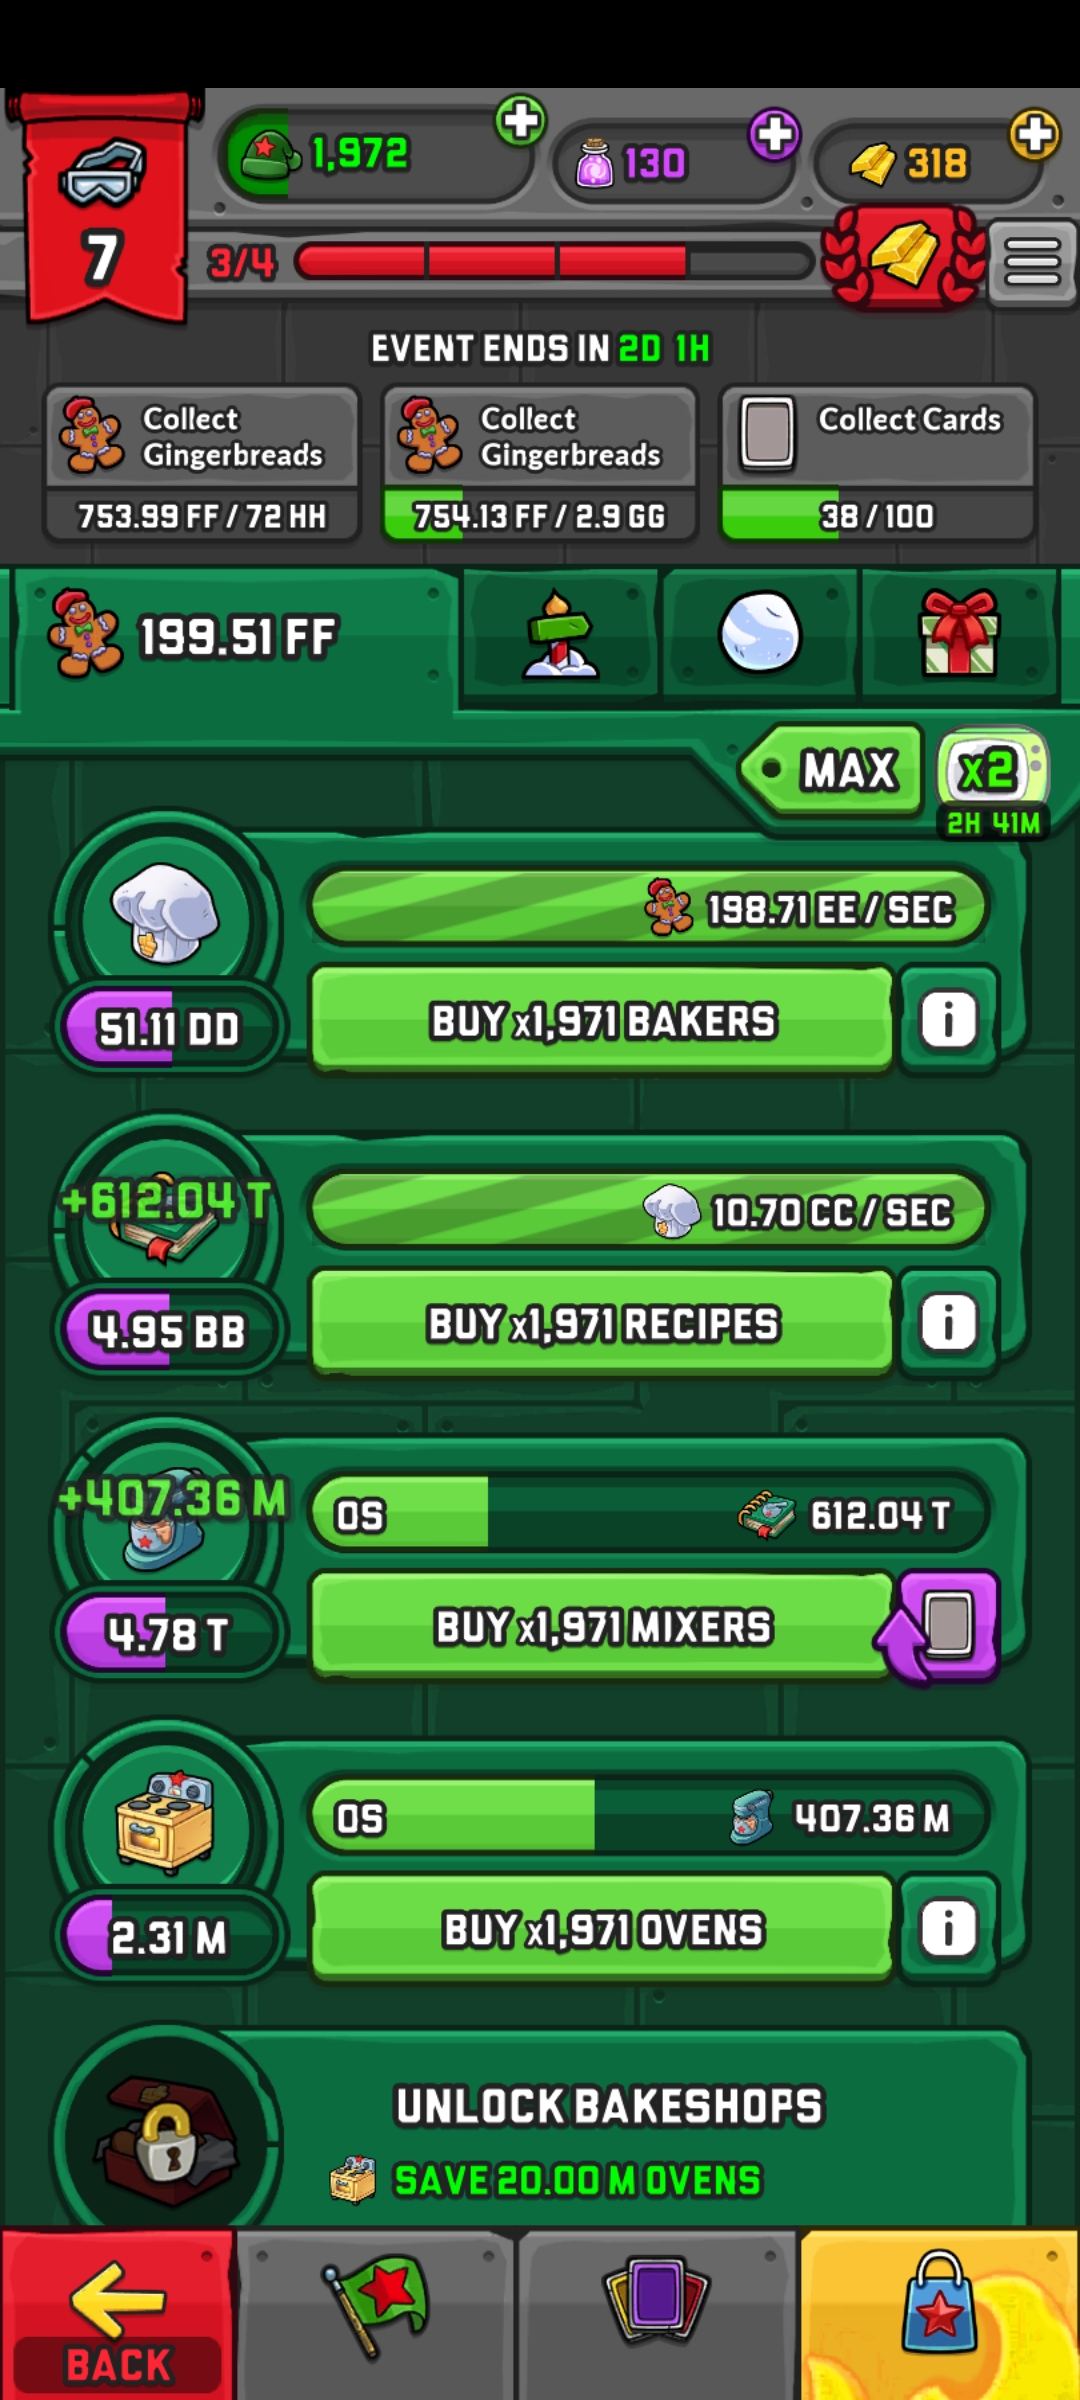 1,972
130
318
7
3/4
EVENT ENDS IN 2D 1H
Collect
Gingerbreads
753.99 FF / 72 HH
Collect
Gingerbreads
754.13 FF / 2.9 GG
Collect Cards
38 / 100
199.51 FF
MAX
x2
2H 41M
198.71 EE / SEC
51.11 DD
BUY x1,971 BAKERS
i
+612.04 T
10.70 CC / SEC
4.95 BB
BUY x1,971 RECIPES
i
+407.36 M
0S
612.04 T
4.78 T
BUY x1,971 MIXERS
0S
407.36 M
2.31 M
BUY x1,971 OVENS
i
UNLOCK BAKESHOPS
SAVE 20.00 M OVENS
BACK